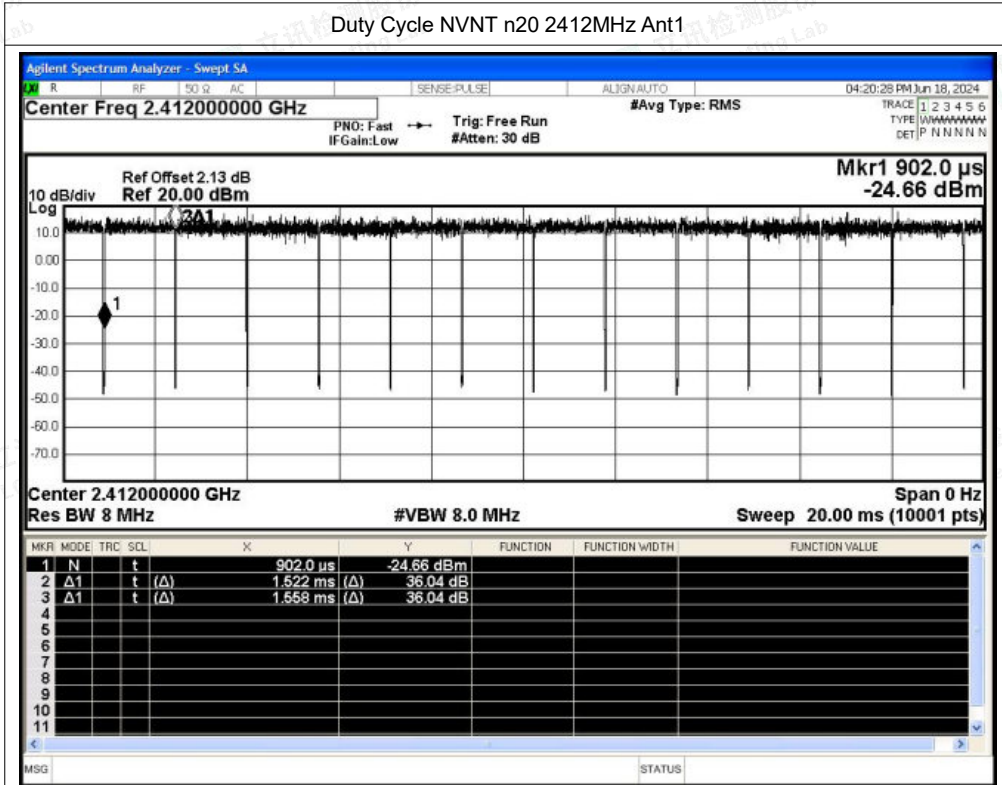 Duty Cycle NVNT n20 2412MHz Ant1
Agilent Spectrum Analyzer - Swept SA
R RF 50 Ω AC SENSE:PULSE ALIGN AUTO 04:20:28 PM Jun 18, 2024
Center Freq 2.412000000 GHz #Avg Type: RMS TRACE 1 2 3 4 5 6
PNO: Fast Trig: Free Run TYPE WWWWWW
IFGain:Low #Atten: 30 dB DET P N N N N N
Mkr1 902.0 µs
Ref Offset 2.13 dB
10 dB/div Ref 20.00 dBm -24.66 dBm
Log
3Δ1
10.0
0.00
-10.0
1
-20.0
-30.0
-40.0
-50.0
-60.0
-70.0
Center 2.412000000 GHz Span 0 Hz
Res BW 8 MHz #VBW 8.0 MHz Sweep 20.00 ms (10001 pts)
MKR MODE TRC SCL X Y FUNCTION FUNCTION WIDTH FUNCTION VALUE
1 N t 902.0 µs -24.66 dBm
2 Δ1 t (Δ) 1.522 ms (Δ) 36.04 dB
3 Δ1 t (Δ) 1.558 ms (Δ) 36.04 dB
4
5
6
7
8
9
10
11
MSG STATUS